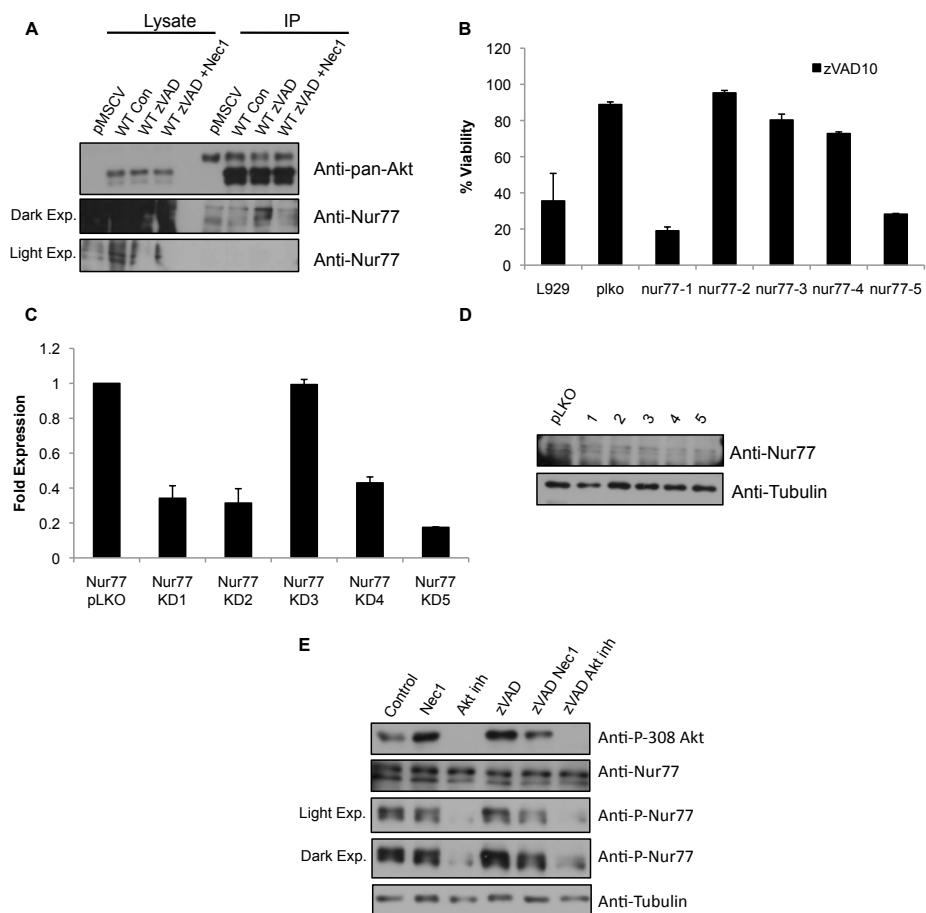 A
Lysate
IP
pMSCV
WT Con
WT zVAD
WT zVAD +Nec1
pMSCV
WT Con
WT zVAD
WT zVAD +Nec1
Anti-pan-Akt
Dark Exp.
Anti-Nur77
Light Exp.
Anti-Nur77
B
zVAD10
% Viability
100
80
60
40
20
0
L929
plko
nur77-1
nur77-2
nur77-3
nur77-4
nur77-5
C
Fold Expression
1.2
1
0.8
0.6
0.4
0.2
0
Nur77 pLKO
Nur77 KD1
Nur77 KD2
Nur77 KD3
Nur77 KD4
Nur77 KD5
D
pLKO
1
2
3
4
5
Anti-Nur77
Anti-Tubulin
E
Control
Nec1
Akt inh
zVAD
zVAD Nec1
zVAD Akt inh
Anti-P-308 Akt
Anti-Nur77
Light Exp.
Anti-P-Nur77
Dark Exp.
Anti-P-Nur77
Anti-Tubulin